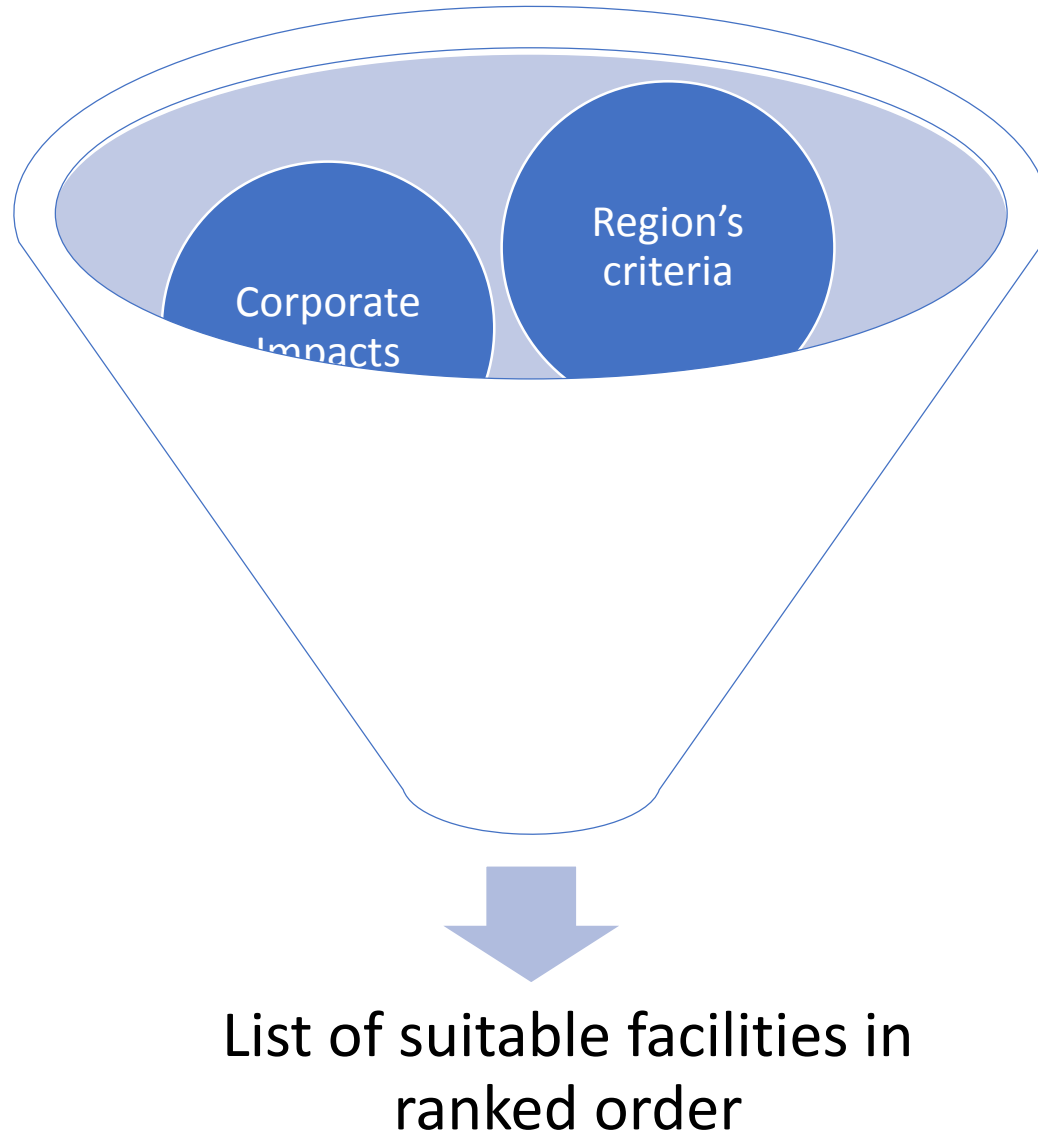 Region’s
criteria
Corporate
Impacts
List of suitable facilities in
ranked order